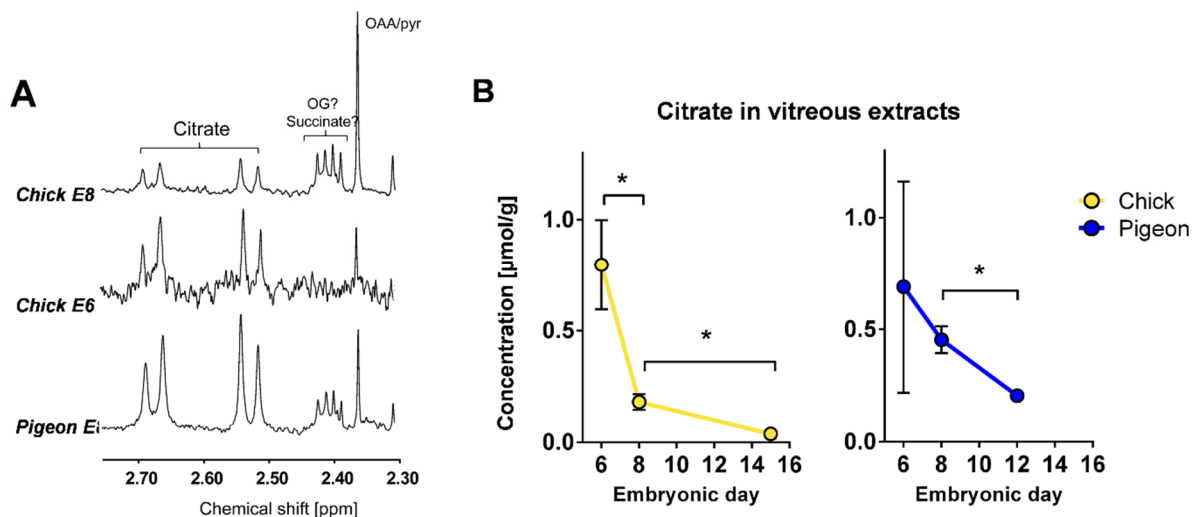 A
OAA/pyr
OG?
Succinate?
Citrate
Chick E8
Chick E6
Pigeon E
2.70 2.60 2.50 2.40 2.30
Chemical shift [ppm]
B
Citrate in vitreous extracts
Concentration [µmol/g]
1.0
0.5
0.0
*
*
6 8 10 12 14 16
Embryonic day
1.0
0.5
0.0
*
6 8 10 12 14 16
Embryonic day
Chick
Pigeon